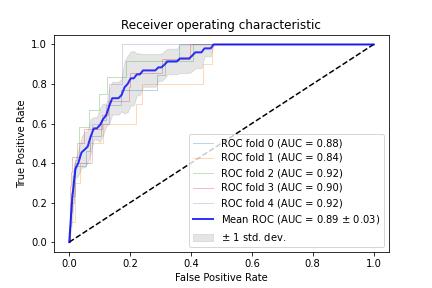 Receiver operating characteristic
1.0
0.8
0.6
0.4
0.2
0.0
True Positive Rate
ROC fold 0 (AUC = 0.88)
ROC fold 1 (AUC = 0.84)
ROC fold 2 (AUC = 0.92)
ROC fold 3 (AUC = 0.90)
ROC fold 4 (AUC = 0.92)
Mean ROC (AUC = 0.89 ± 0.03)
± 1 std. dev.
0.0 0.2 0.4 0.6 0.8 1.0
False Positive Rate